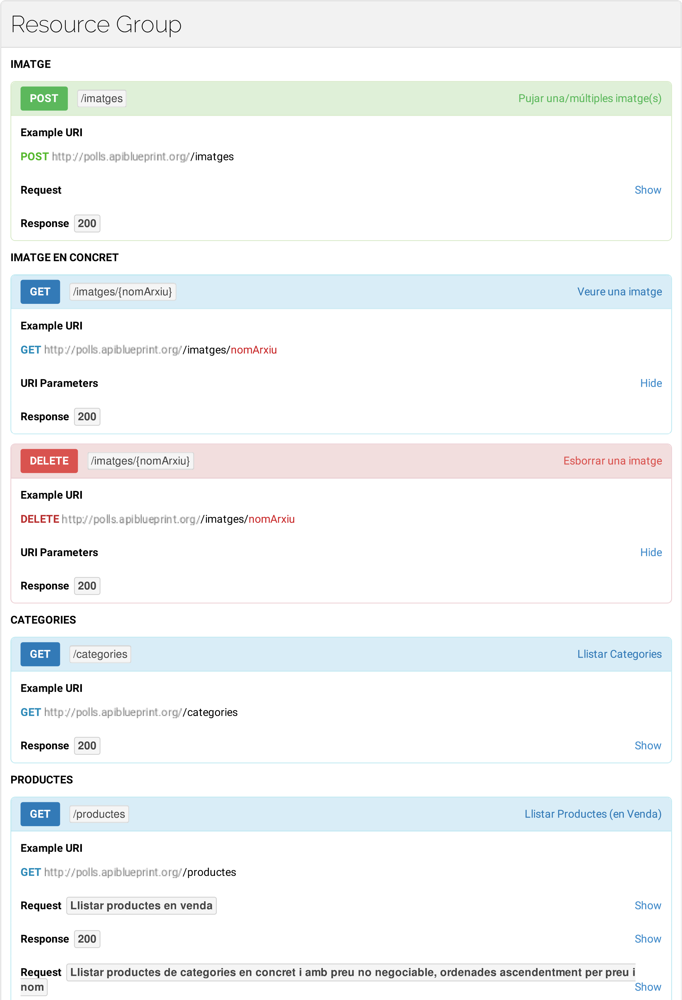 Resource Group
IMATGE
POST /imatges Pujar una/múltiples imatge(s)
Example URI
POST http://polls.apiblueprint.org//imatges
Request Show
Response 200
IMATGE EN CONCRET
GET /imatges/{nomArxiu} Veure una imatge
Example URI
GET http://polls.apiblueprint.org//imatges/nomArxiu
URI Parameters Hide
Response 200
DELETE /imatges/{nomArxiu} Esborrar una imatge
Example URI
DELETE http://polls.apiblueprint.org//imatges/nomArxiu
URI Parameters Hide
Response 200
CATEGORIES
GET /categories Llistar Categories
Example URI
GET http://polls.apiblueprint.org//categories
Response 200 Show
PRODUCTES
GET /productes Llistar Productes (en Venda)
Example URI
GET http://polls.apiblueprint.org//productes
Request Llistar productes en venda Show
Response 200 Show
Request Llistar productes de categories en concret i amb preu no negociable, ordenades ascendentment per preu i
nom Show